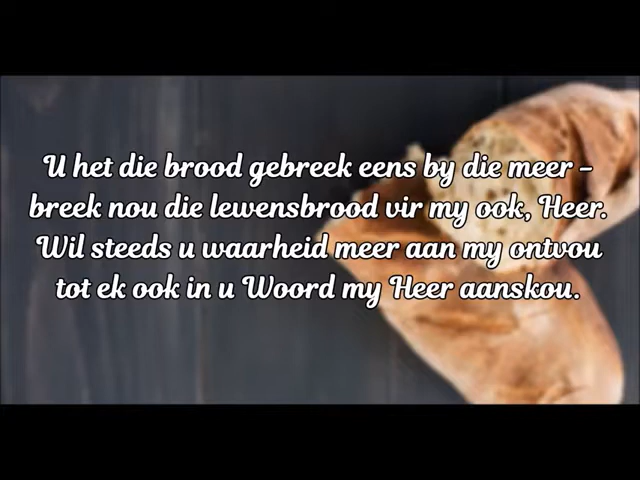 U het die brood gebreek eens by die meer –
breek nou die lewensbrood vir my ook, Heer.
Wil steeds u waarheid meer aan my ontvou
tot ek ook in u Woord my Heer aanskou.